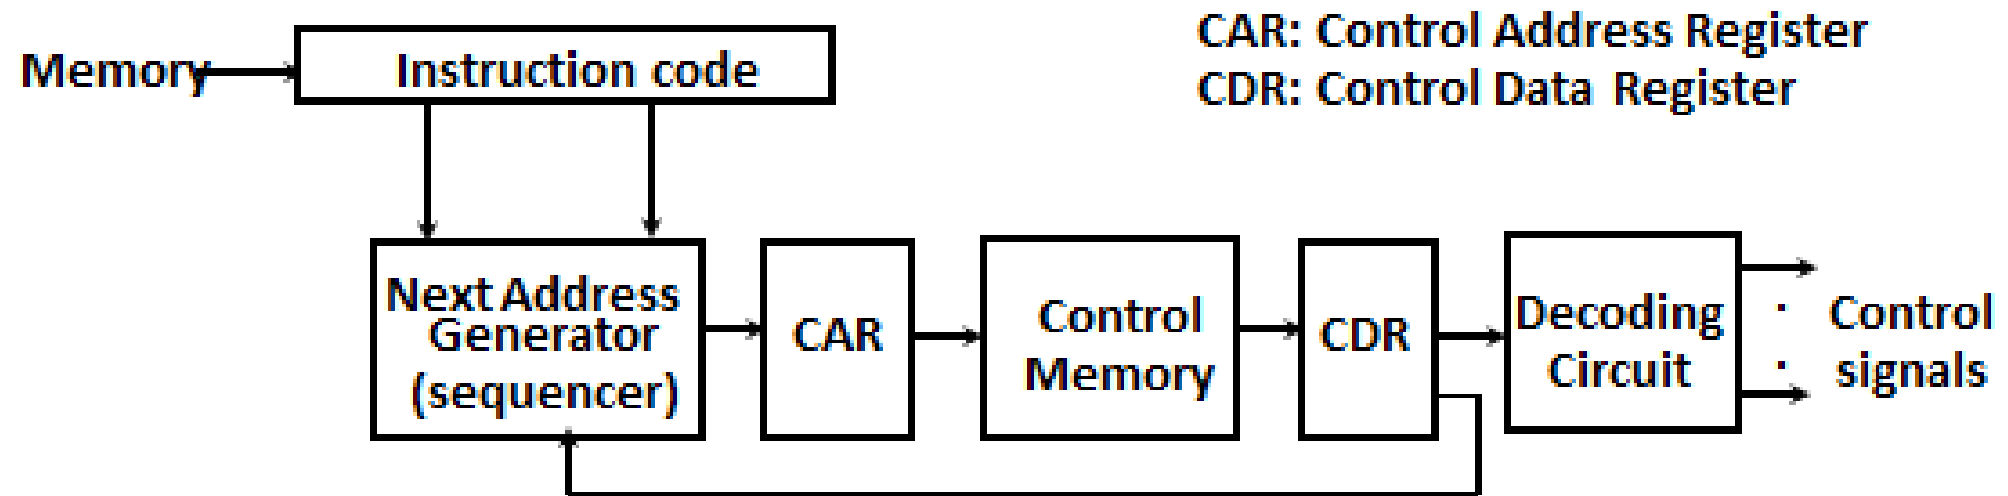 CAR: Control Address Register
CDR: Control Data Register
Memory
Instruction code
Next Address
Generator
(sequencer)
CAR
Control
Memory
CDR
Decoding
Circuit
Control
signals